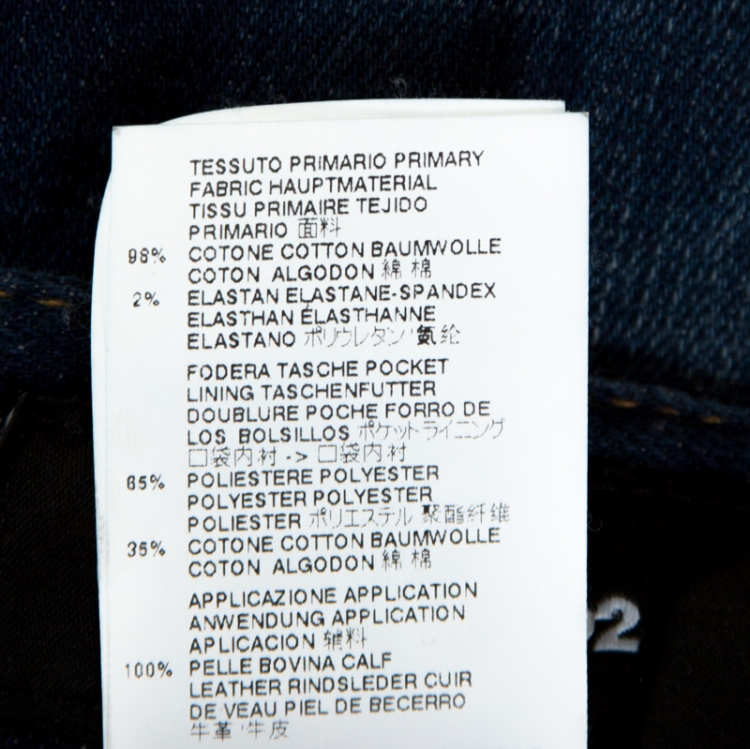 TESSUTO PRIMARIO PRIMARY
FABRIC HAUPTMATERIAL
TISSU PRIMAIRE TEJIDO
PRIMARIO 面料
98% COTONE COTTON BAUMWOLLE
COTON ALGODON 綿 棉
2% ELASTAN ELASTANE-SPANDEX
ELASTHAN ÉLASTHANNE
ELASTANO ポリウレタン 氨纶
FODERA TASCHE POCKET
LINING TASCHENFUTTER
DOUBLURE POCHE FORRO DE
LOS BOLSILLOS ポケットライニング
口袋内衬 -> 口袋内衬
65% POLIESTERE POLYESTER
POLYESTER POLYESTER
POLIESTER ポリエステル 聚酯纤维
35% COTONE COTTON BAUMWOLLE
COTON ALGODON 綿 棉
APPLICAZIONE APPLICATION
ANWENDUNG APPLICATION
APLICACION 辅料
100% PELLE BOVINA CALF
LEATHER RINDSLEDER CUIR
DE VEAU PIEL DE BECERRO
牛革 牛皮